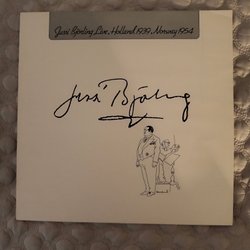 Jussi Björling Live, Holland 1939, Norway 1954
Jussi Björling